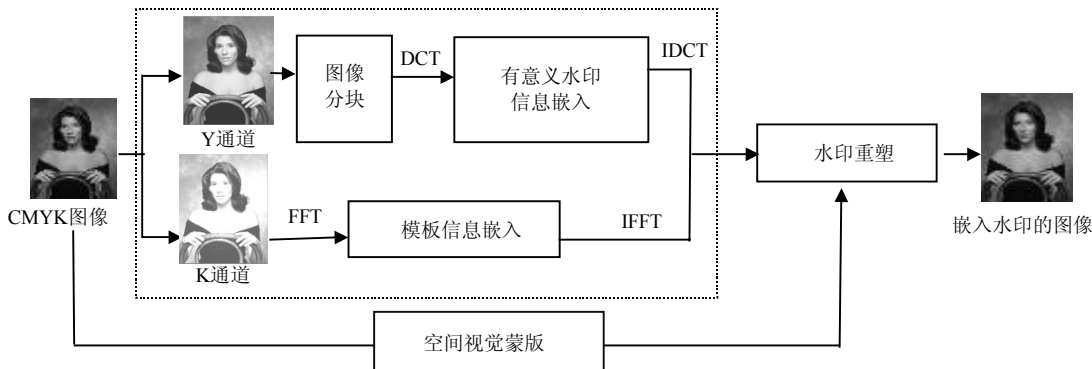 CMYK图像
Y通道
图像
分块
DCT
有意义水印
信息嵌入
IDCT
K通道
FFT
模板信息嵌入
IFFT
水印重塑
嵌入水印的图像
空间视觉蒙版